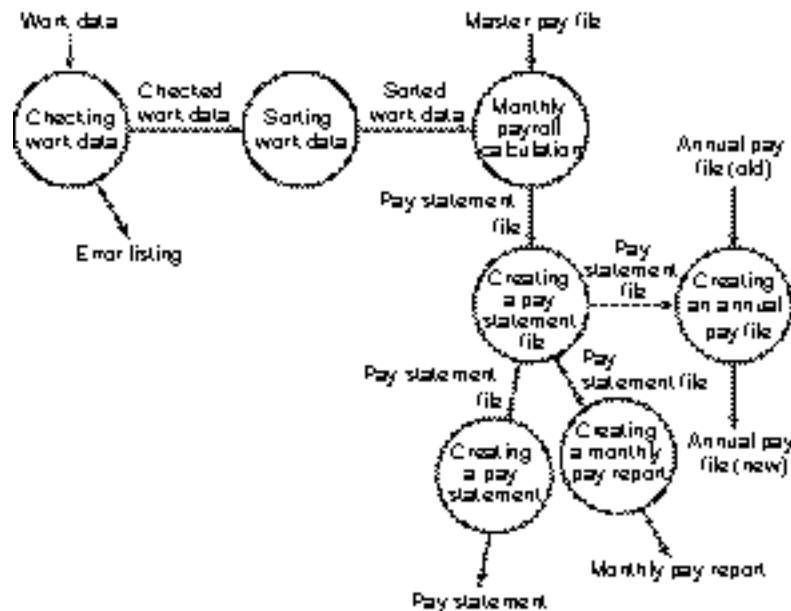 Work data
Master pay file
Checking
work data
Checked
work data
Sorting
work data
Sorted
work data
Monthly
payroll
calculation
Annual pay
file (old)
Error listing
Pay statement
file
Creating
a pay
statement
file
Pay
statement
file
Creating
an annual
pay file
Pay statement
file
Pay
statement file
Creating
a pay
statement
Creating
a monthly
pay report
Annual pay
file (new)
Pay statement
Monthly pay report